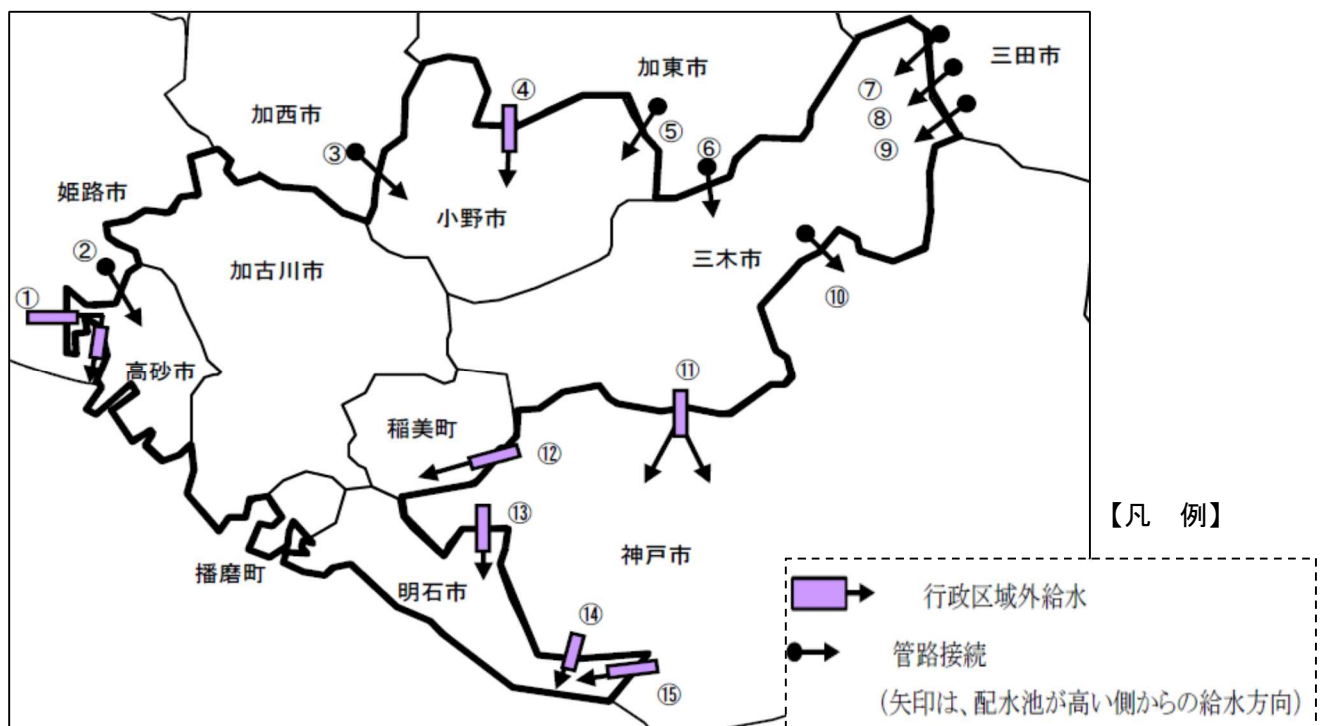 三田市
加東市
④
⑦
加西市
⑧
⑤
⑥
③
⑨
姫路市
小野市
三木市
②
加古川市
⑩
①
高砂市
⑪
稲美町
⑫
【凡 例】
⑬
神戸市
播磨町
明石市
行政区域外給水
⑭
管路接続
⑮
(矢印は、配水池が高い側からの給水方向)